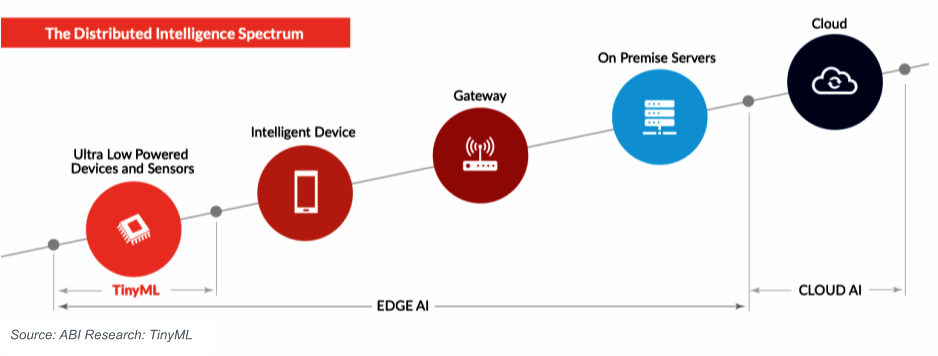 The Distributed Intelligence Spectrum
Cloud
On Premise Servers
Gateway
Intelligent Device
Ultra Low Powered
Devices and Sensors
TinyML
EDGE AI
CLOUD AI
Source: ABI Research: TinyML